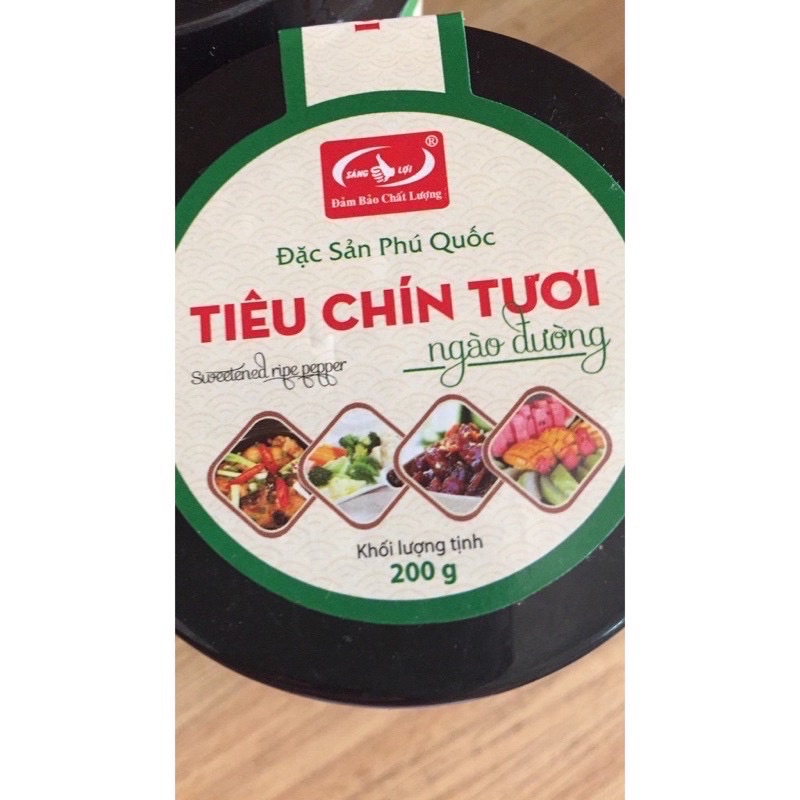 ®
SÁNG LỢI
Đảm Bảo Chất Lượng
Đặc Sản Phú Quốc
TIÊU CHÍN TƯƠI
ngào đường
Sweetened ripe pepper
Khối lượng tịnh
200 g